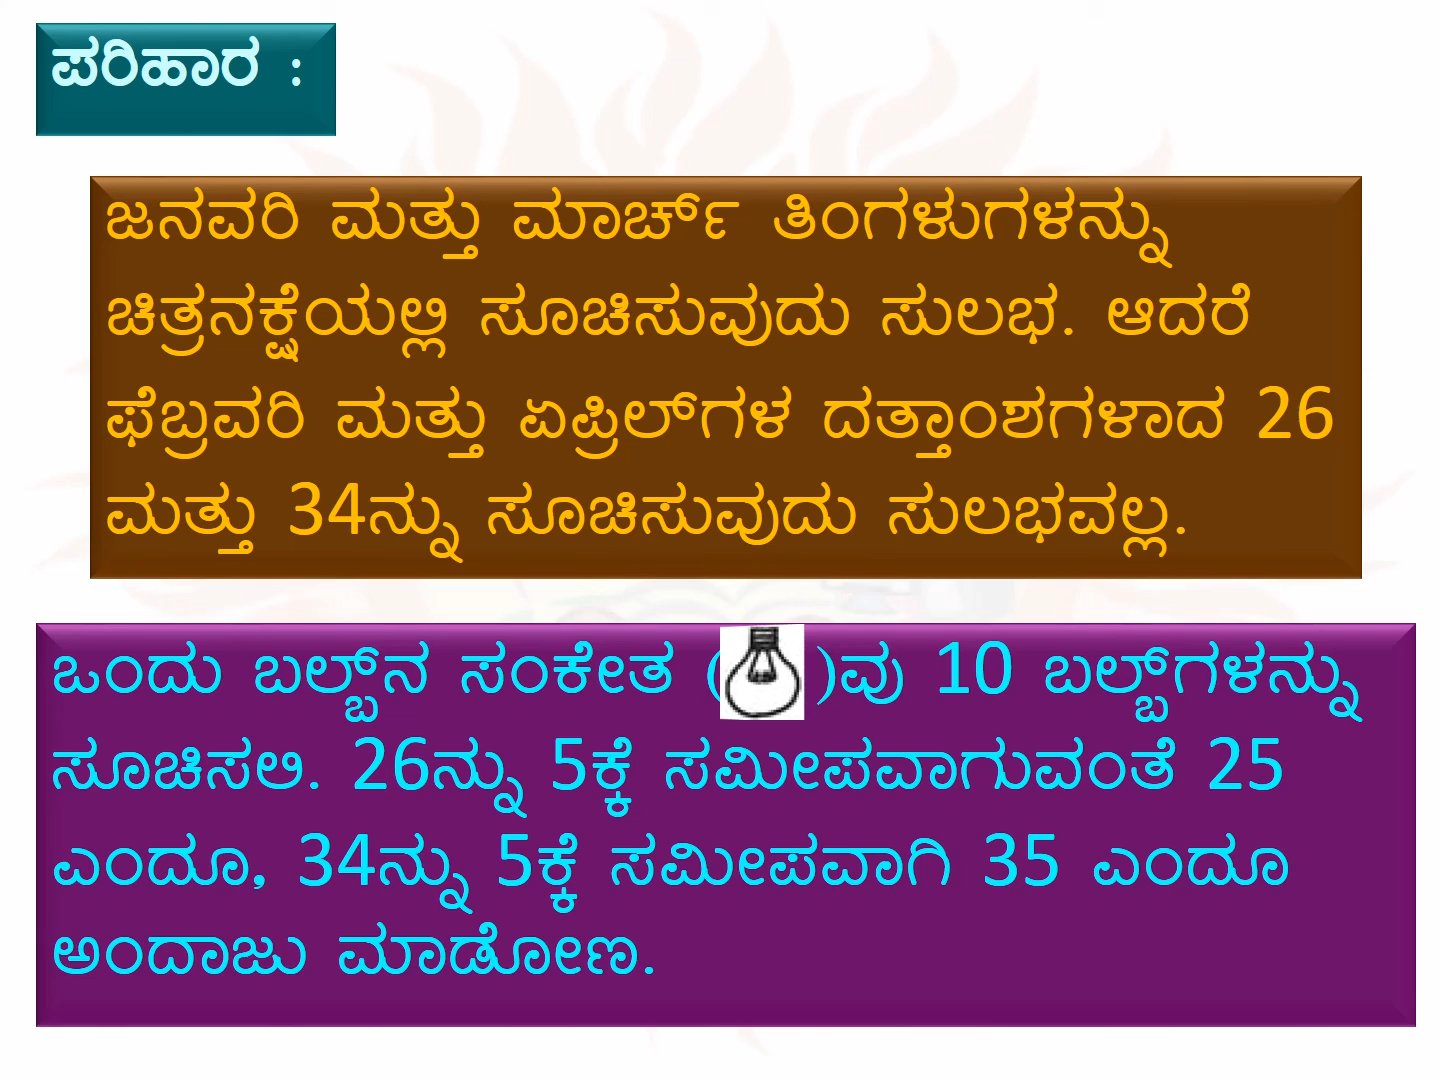 ಪರಿಹಾರ :
ಜನವರಿ ಮತ್ತು ಮಾರ್ಚ್ ತಿಂಗಳುಗಳನ್ನು
ಚಿತ್ರನಕ್ಷೆಯಲ್ಲಿ ಸೂಚಿಸುವುದು ಸುಲಭ. ಆದರೆ
ಫೆಬ್ರವರಿ ಮತ್ತು ಏಪ್ರಿಲ್‌ಗಳ ದತ್ತಾಂಶಗಳಾದ 26
ಮತ್ತು 34ನ್ನು ಸೂಚಿಸುವುದು ಸುಲಭವಲ್ಲ.
ಒಂದು ಬಲ್ಬ್‌ನ ಸಂಕೇತ ( )ವು 10 ಬಲ್ಬ್‌ಗಳನ್ನು
ಸೂಚಿಸಲಿ. 26ನ್ನು 5ಕ್ಕೆ ಸಮೀಪವಾಗುವಂತೆ 25
ಎಂದೂ, 34ನ್ನು 5ಕ್ಕೆ ಸಮೀಪವಾಗಿ 35 ಎಂದೂ
ಅಂದಾಜು ಮಾಡೋಣ.